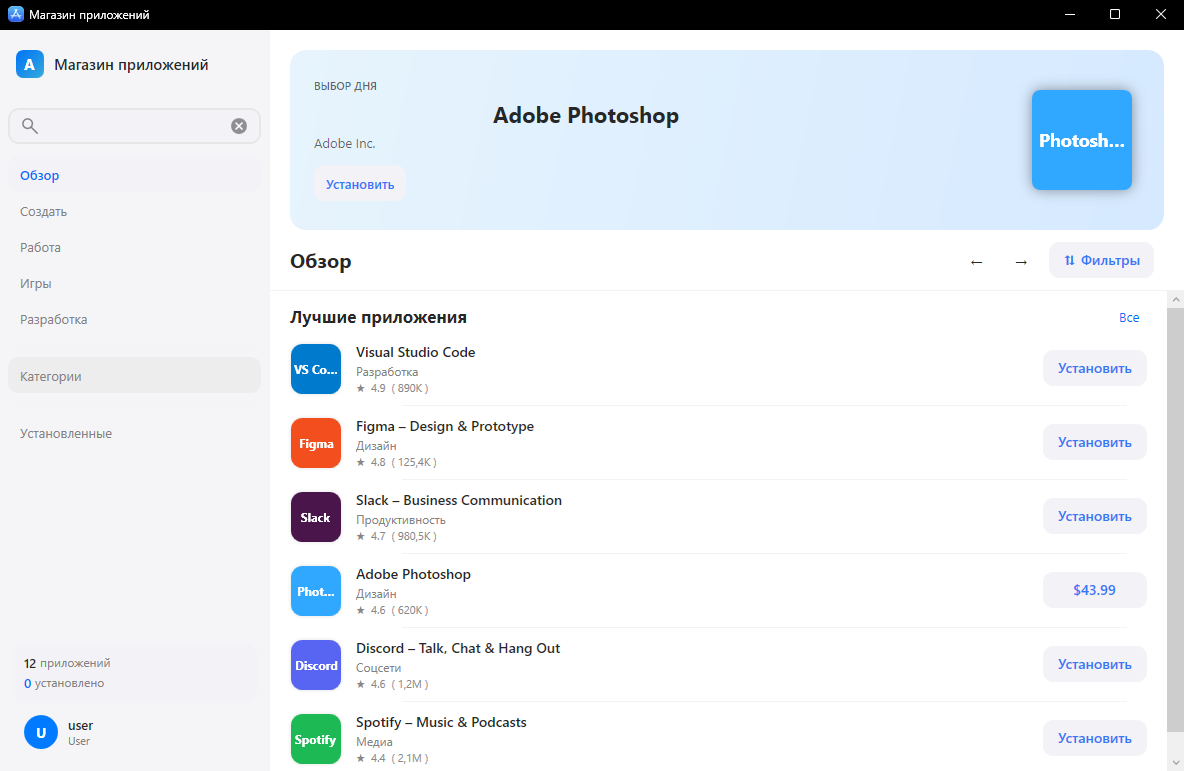 Магазин приложений
A Магазин приложений
Обзор
Создать
Работа
Игры
Разработка
Категории
Установленные
12 приложений
0 установлено
U
user
User
ВЫБОР ДНЯ
Adobe Photoshop
Adobe Inc.
Установить
Photosh...
Обзор
← → ⇅ Фильтры
Лучшие приложения
Все
VS Co...
Visual Studio Code
Разработка
★ 4.9 ( 890K )
Установить
Figma
Figma – Design & Prototype
Дизайн
★ 4.8 ( 125,4K )
Установить
Slack
Slack – Business Communication
Продуктивность
★ 4.7 ( 980,5K )
Установить
Phot...
Adobe Photoshop
Дизайн
★ 4.6 ( 620K )
$43.99
Discord
Discord – Talk, Chat & Hang Out
Соцсети
★ 4.6 ( 1,2M )
Установить
Spotify
Spotify – Music & Podcasts
Медиа
★ 4.4 ( 2,1M )
Установить